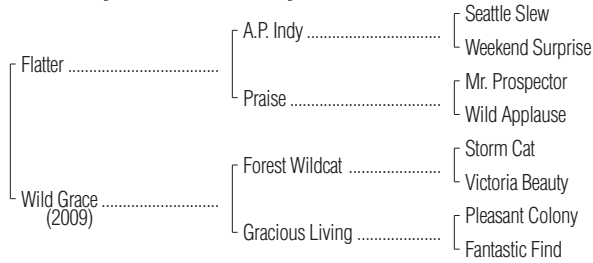 Seattle Slew
A.P. Indy ..............................
Weekend Surprise
Flatter ..................................
Mr. Prospector
Praise ..................................
Wild Applause
Storm Cat
Forest Wildcat ....................
Victoria Beauty
Wild Grace ..........................
(2009)
Pleasant Colony
Gracious Living ...................
Fantastic Find